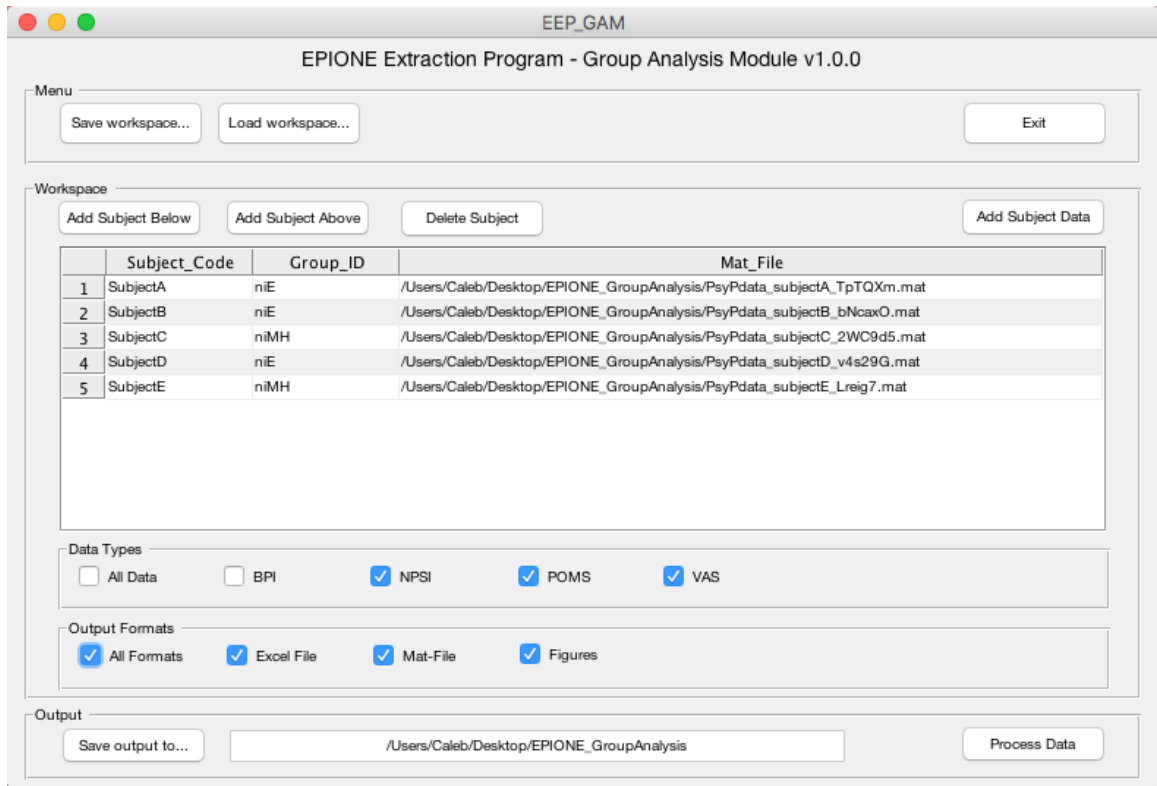 EEP_GAM
EPIONE Extraction Program - Group Analysis Module v1.0.0
Menu
Save workspace... Load workspace... Exit
Workspace
Add Subject Below Add Subject Above Delete Subject Add Subject Data
Subject_Code Group_ID Mat_File
1 SubjectA niE /Users/Caleb/Desktop/EPIONE_GroupAnalysis/PsyPdata_subjectA_TpTQXm.mat
2 SubjectB niE /Users/Caleb/Desktop/EPIONE_GroupAnalysis/PsyPdata_subjectB_bNcaxO.mat
3 SubjectC niMH /Users/Caleb/Desktop/EPIONE_GroupAnalysis/PsyPdata_subjectC_2WC9d5.mat
4 SubjectD niE /Users/Caleb/Desktop/EPIONE_GroupAnalysis/PsyPdata_subjectD_v4s29G.mat
5 SubjectE niMH /Users/Caleb/Desktop/EPIONE_GroupAnalysis/PsyPdata_subjectE_Lreig7.mat
Data Types
All Data BPI NPSI POMS VAS
Output Formats
All Formats Excel File Mat-File Figures
Output
Save output to... /Users/Caleb/Desktop/EPIONE_GroupAnalysis Process Data